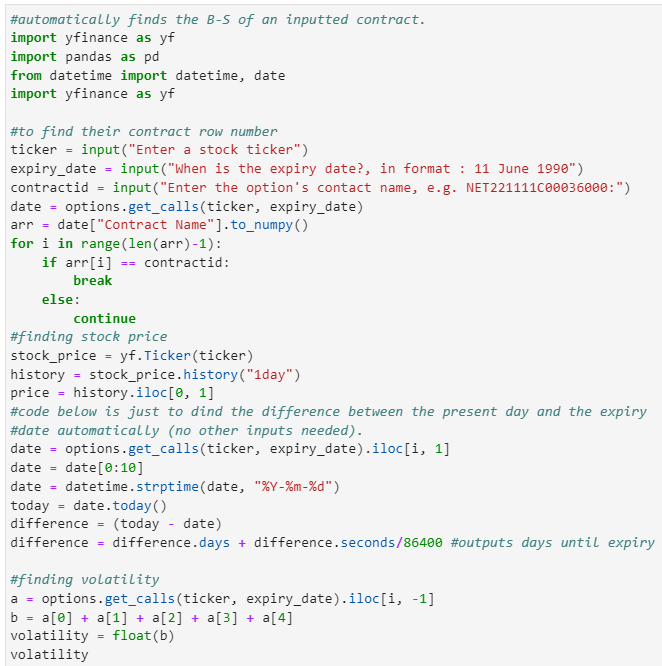 #automatically finds the B-S of an inputted contract.
import yfinance as yf
import pandas as pd
from datetime import datetime, date
import yfinance as yf

#to find their contract row number
ticker = input("Enter a stock ticker")
expiry_date = input("When is the expiry date?, in format : 11 June 1990")
contractid = input("Enter the option's contact name, e.g. NET221111C00036000:")
date = options.get_calls(ticker, expiry_date)
arr = date["Contract Name"].to_numpy()
for i in range(len(arr)-1):
    if arr[i] == contractid:
        break
    else:
        continue
#finding stock price
stock_price = yf.Ticker(ticker)
history = stock_price.history("1day")
price = history.iloc[0, 1]
#code below is just to dind the difference between the present day and the expiry
#date automatically (no other inputs needed).
date = options.get_calls(ticker, expiry_date).iloc[i, 1]
date = date[0:10]
date = datetime.strptime(date, "%Y-%m-%d")
today = date.today()
difference = (today - date)
difference = difference.days + difference.seconds/86400 #outputs days until expiry

#finding volatility
a = options.get_calls(ticker, expiry_date).iloc[i, -1]
b = a[0] + a[1] + a[2] + a[3] + a[4]
volatility = float(b)
volatility